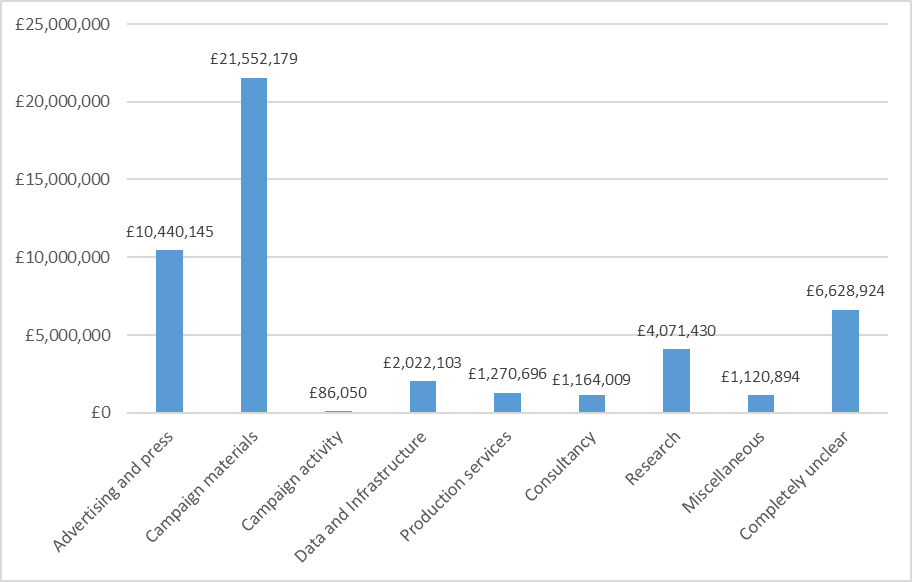 £25,000,000
£20,000,000
£15,000,000
£10,000,000
£5,000,000
£0
£10,440,145
£21,552,179
£86,050
£2,022,103
£1,270,696
£1,164,009
£4,071,430
£1,120,894
£6,628,924
Advertising and press
Campaign materials
Campaign activity
Data and Infrastructure
Production services
Consultancy
Research
Miscellaneous
Completely unclear